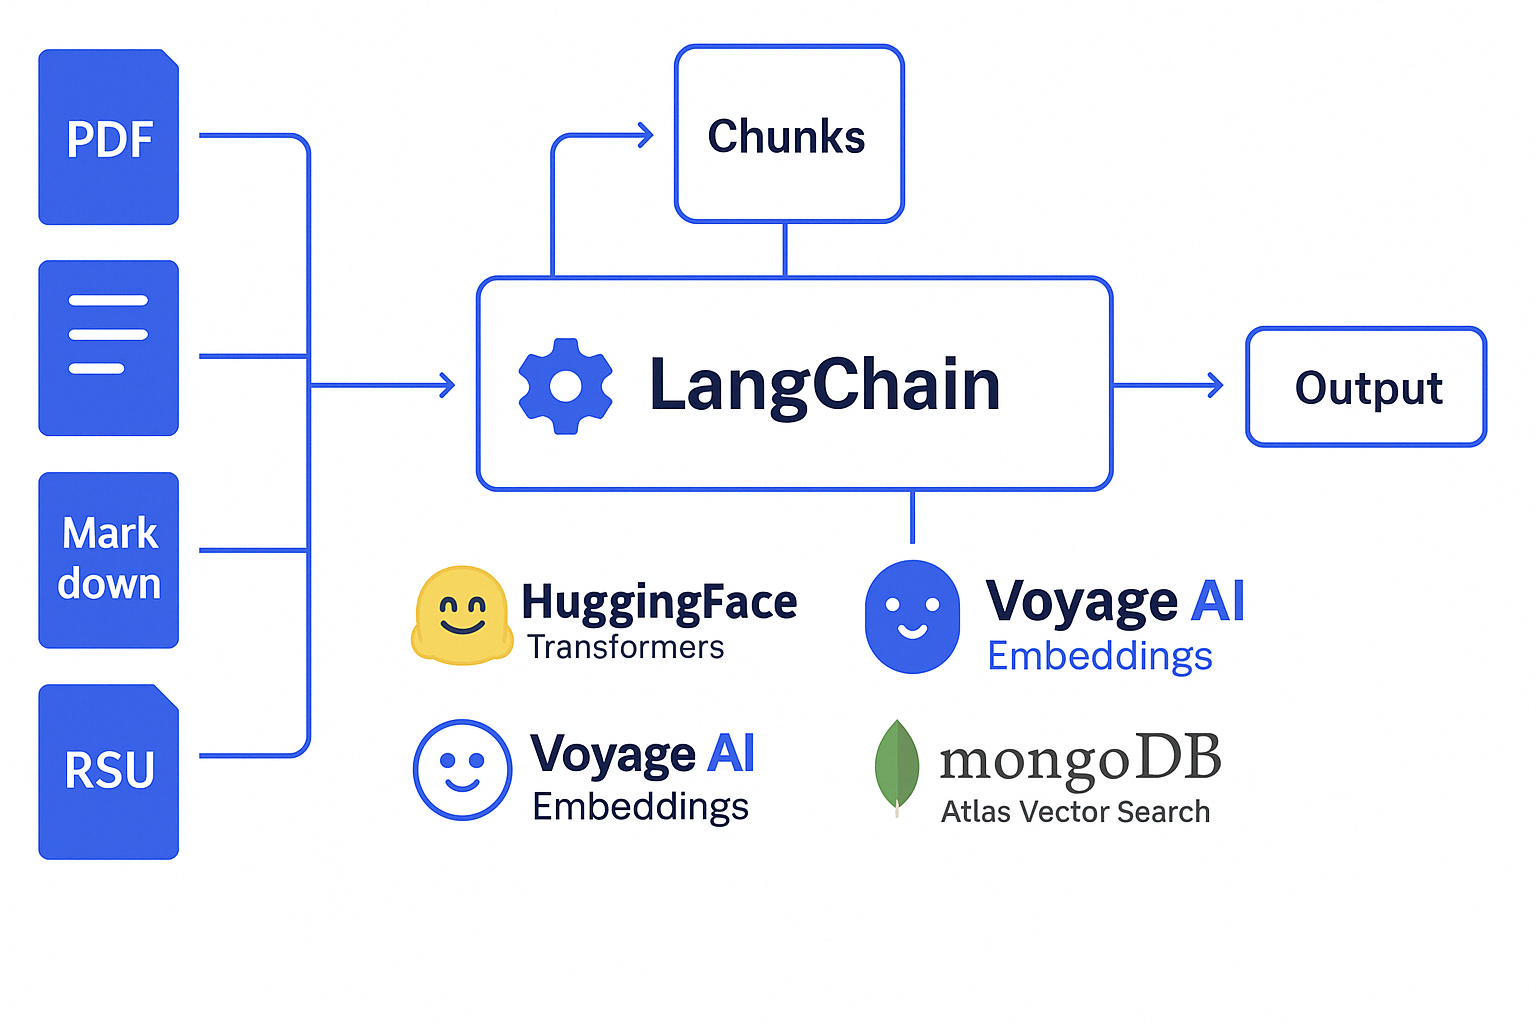 PDF
Mark
down
RSU
Chunks
LangChain
Output
HuggingFace
Transformers
Voyage AI
Embeddings
Voyage AI
Embeddings
mongoDB
Atlas Vector Search